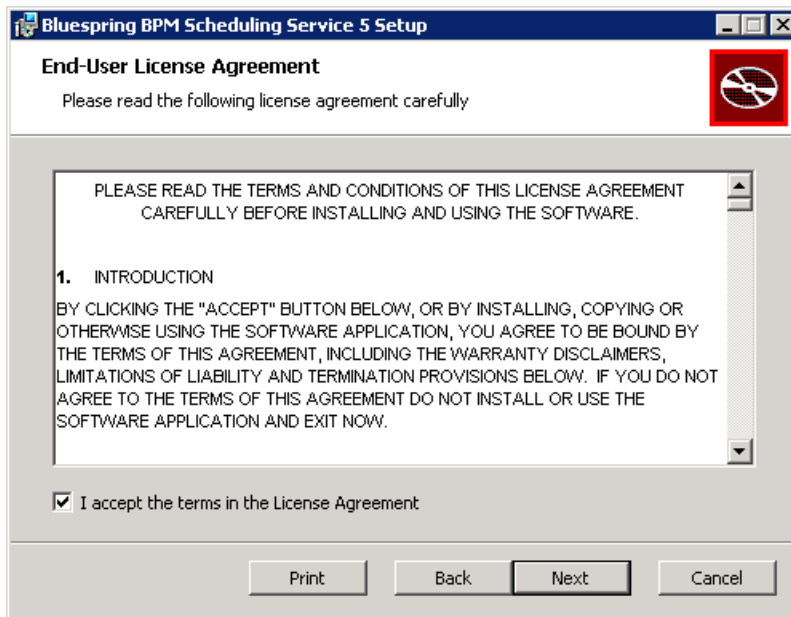 Bluespring BPM Scheduling Service 5 Setup
End-User License Agreement
Please read the following license agreement carefully
PLEASE READ THE TERMS AND CONDITIONS OF THIS LICENSE AGREEMENT
CAREFULLY BEFORE INSTALLING AND USING THE SOFTWARE.
1. INTRODUCTION
BY CLICKING THE "ACCEPT" BUTTON BELOW, OR BY INSTALLING, COPYING OR
OTHERWISE USING THE SOFTWARE APPLICATION, YOU AGREE TO BE BOUND BY
THE TERMS OF THIS AGREEMENT, INCLUDING THE WARRANTY DISCLAIMERS,
LIMITATIONS OF LIABILITY AND TERMINATION PROVISIONS BELOW. IF YOU DO NOT
AGREE TO THE TERMS OF THIS AGREEMENT DO NOT INSTALL OR USE THE
SOFTWARE APPLICATION AND EXIT NOW.
I accept the terms in the License Agreement
Print Back Next Cancel